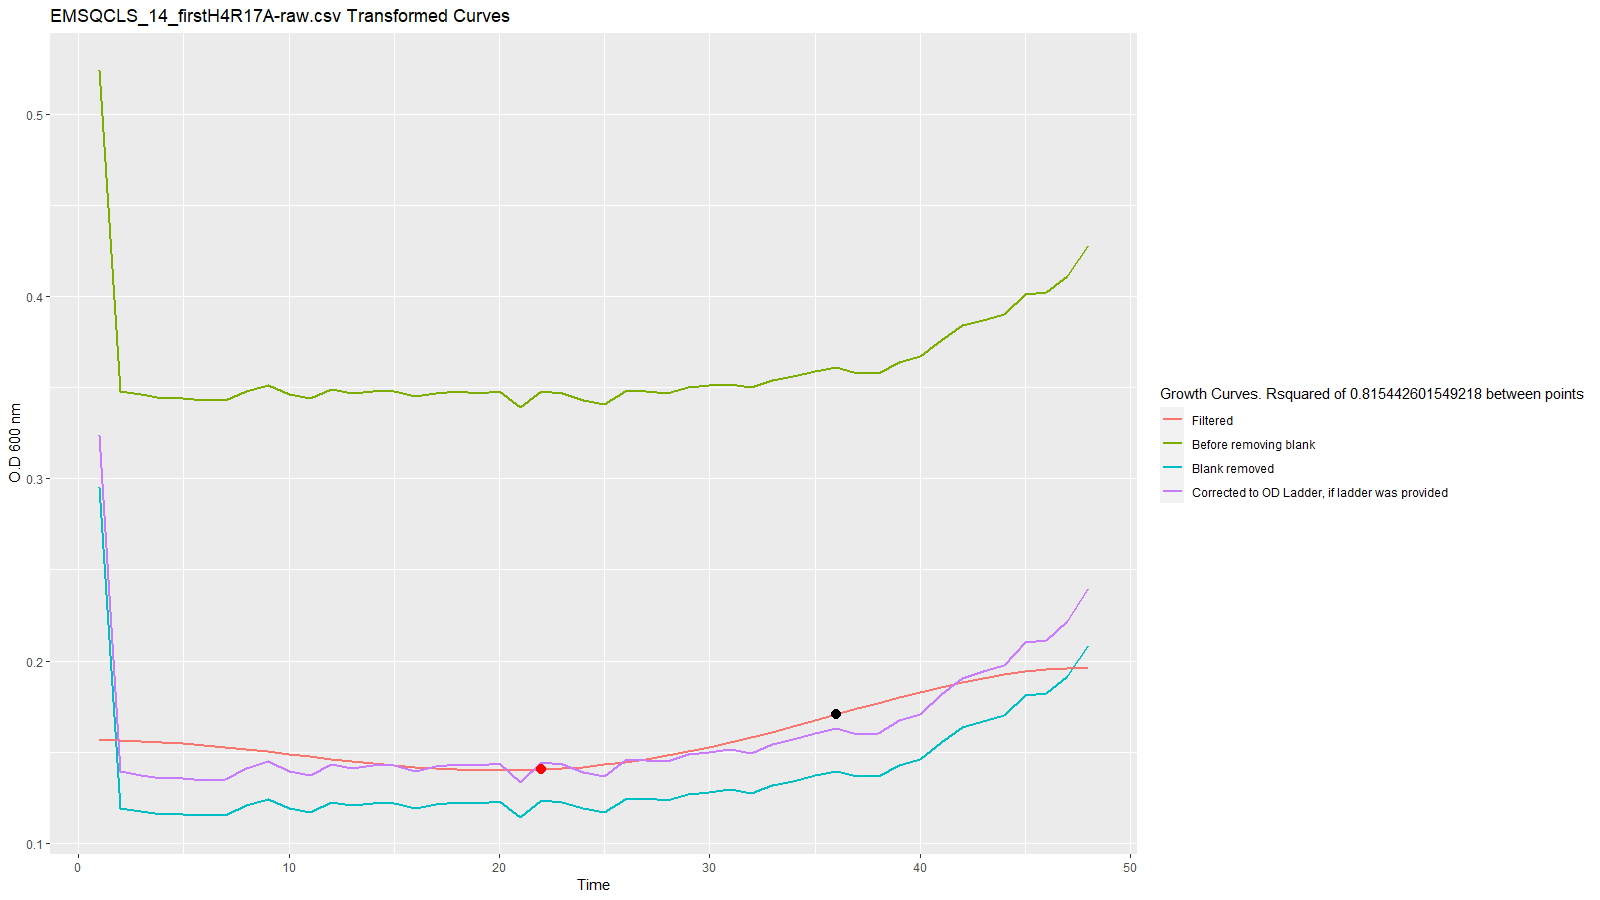 EMSQCLS_14_firstH4R17A-raw.csv Transformed Curves
0.5
0.4
0.3
0.2
0.1
O.D 600 nm
0 10 20 30 40 50
Time
Growth Curves. Rsquared of 0.815442601549218 between points
Filtered
Before removing blank
Blank removed
Corrected to OD Ladder, if ladder was provided